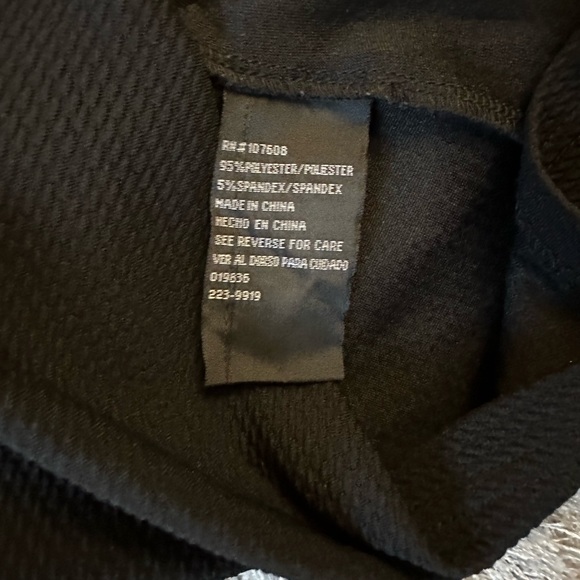 RN#107608
95%POLYESTER/POLIESTER
5%SPANDEX/SPANDEX
MADE IN CHINA
HECHO EN CHINA
SEE REVERSE FOR CARE
VER AL DORSO PARA CUIDADO
019836
223-9919